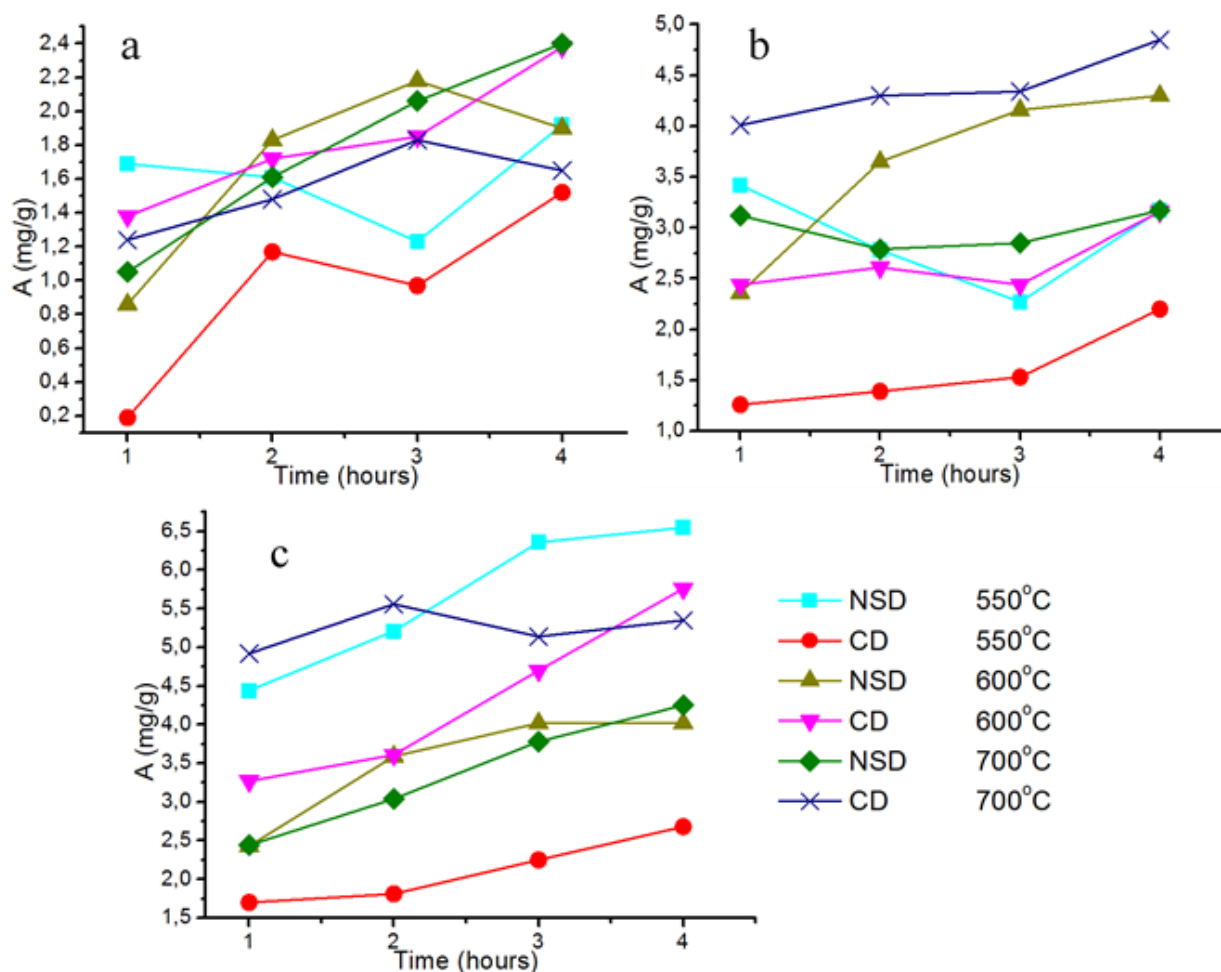 a
A (mg/g)
2,4
2,2
2,0
1,8
1,6
1,4
1,2
1,0
0,8
0,6
0,4
0,2
1 2 3 4
Time (hours)
b
A (mg/g)
5,0
4,5
4,0
3,5
3,0
2,5
2,0
1,5
1,0
1 2 3 4
Time (hours)
c
A (mg/g)
6,5
6,0
5,5
5,0
4,5
4,0
3,5
3,0
2,5
2,0
1,5
1 2 3 4
Time (hours)
NSD 550°C
CD 550°C
NSD 600°C
CD 600°C
NSD 700°C
CD 700°C